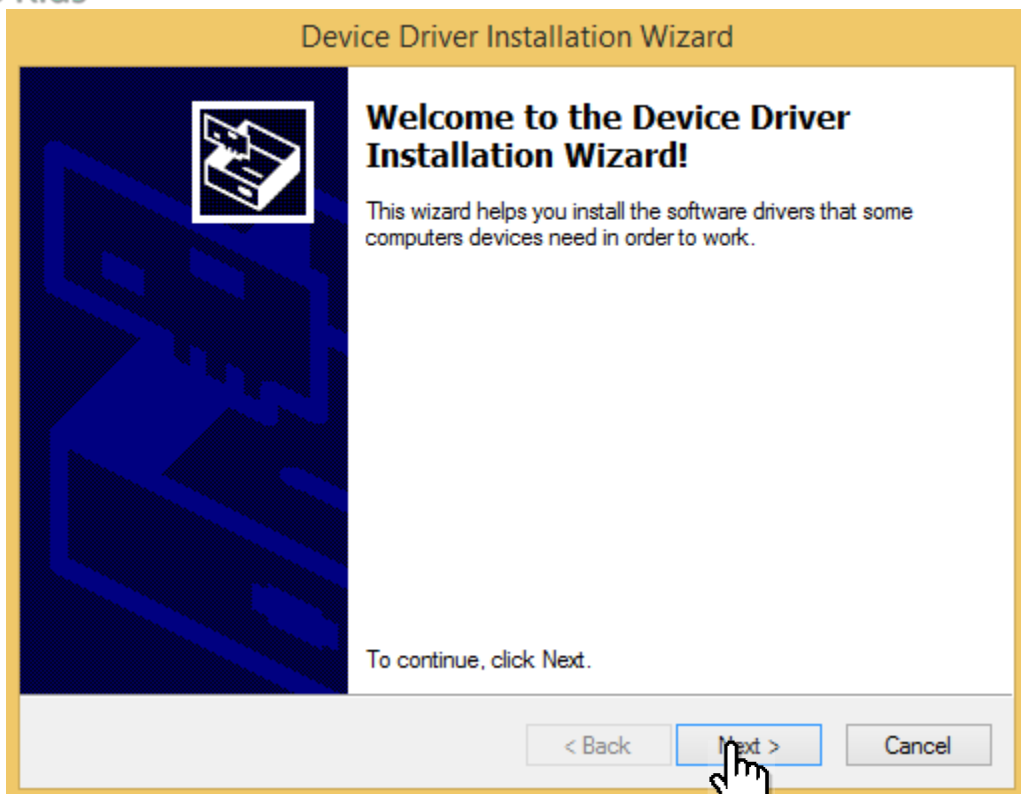 Device Driver Installation Wizard
Welcome to the Device Driver
Installation Wizard!
This wizard helps you install the software drivers that some
computers devices need in order to work.
To continue, click Next.
< Back
Next >
Cancel